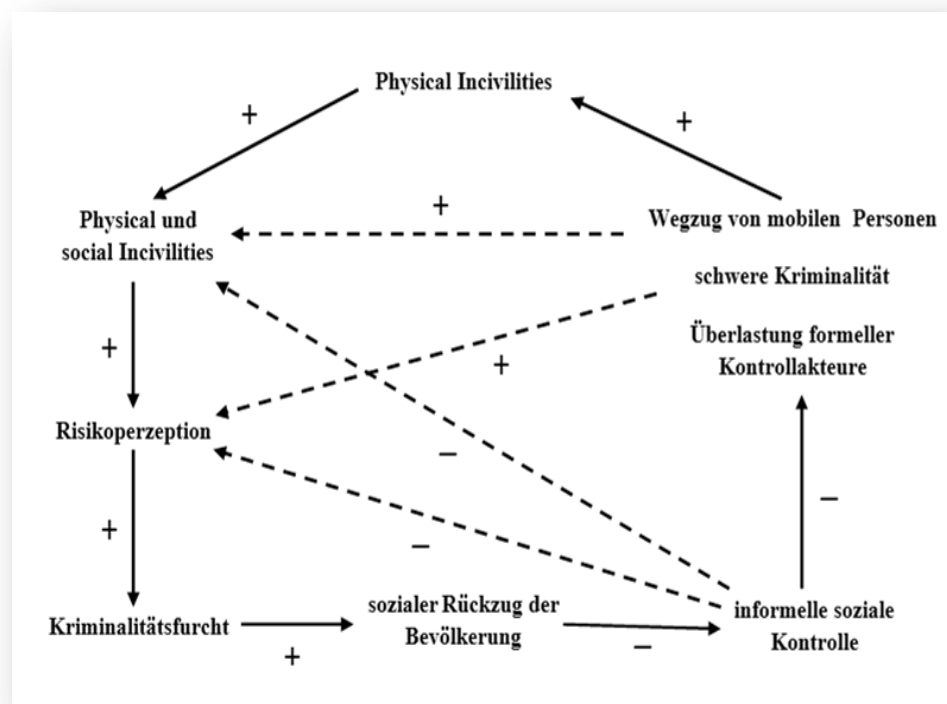 Physical Incivilities
+
+
Physical und
social Incivilities
+
Wegzug von mobilen Personen
schwere Kriminalität
Überlastung formeller
Kontrollakteure
+
+
Risikoperzeption
–
–
+
–
Kriminalitätsfurcht
+
sozialer Rückzug der
Bevölkerung
–
informelle soziale
Kontrolle